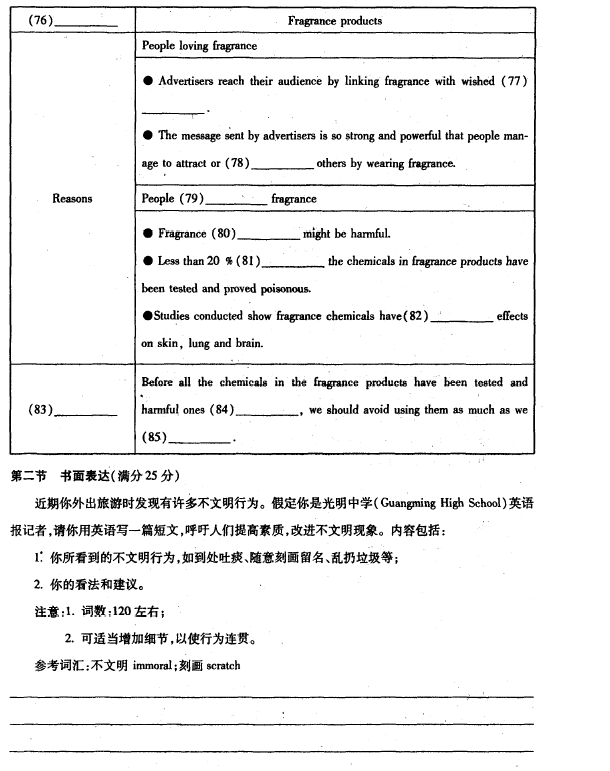 (76)__________ Fragrance products
People loving fragrance
● Advertisers reach their audience by linking fragrance with wished (77)
__________ .
● The message sent by advertisers is so strong and powerful that people man-
age to attract or (78)__________ others by wearing fragrance.
Reasons
People (79)__________ fragrance
● Fragrance (80)__________ might be harmful.
● Less than 20 % (81)__________ the chemicals in fragrance products have
been tested and proved poisonous.
●Studies conducted show fragrance chemicals have(82)__________ effects
on skin, lung and brain.
(83)__________
Before all the chemicals in the fragrance products have been tested and
harmful ones (84)__________, we should avoid using them as much as we
(85)__________ .
第二节 书面表达(满分25分)
近期你外出旅游时发现有许多不文明行为。假定你是光明中学(Guangming High School)英语
报记者,请你用英语写一篇短文,呼吁人们提高素质,改进不文明现象。内容包括:
1. 你所看到的不文明行为,如到处吐痰、随意刻画留名、乱扔垃圾等;
2. 你的看法和建议。
注意:1. 词数:120左右;
2. 可适当增加细节,以使行为连贯。
参考词汇:不文明 immoral;刻画 scratch